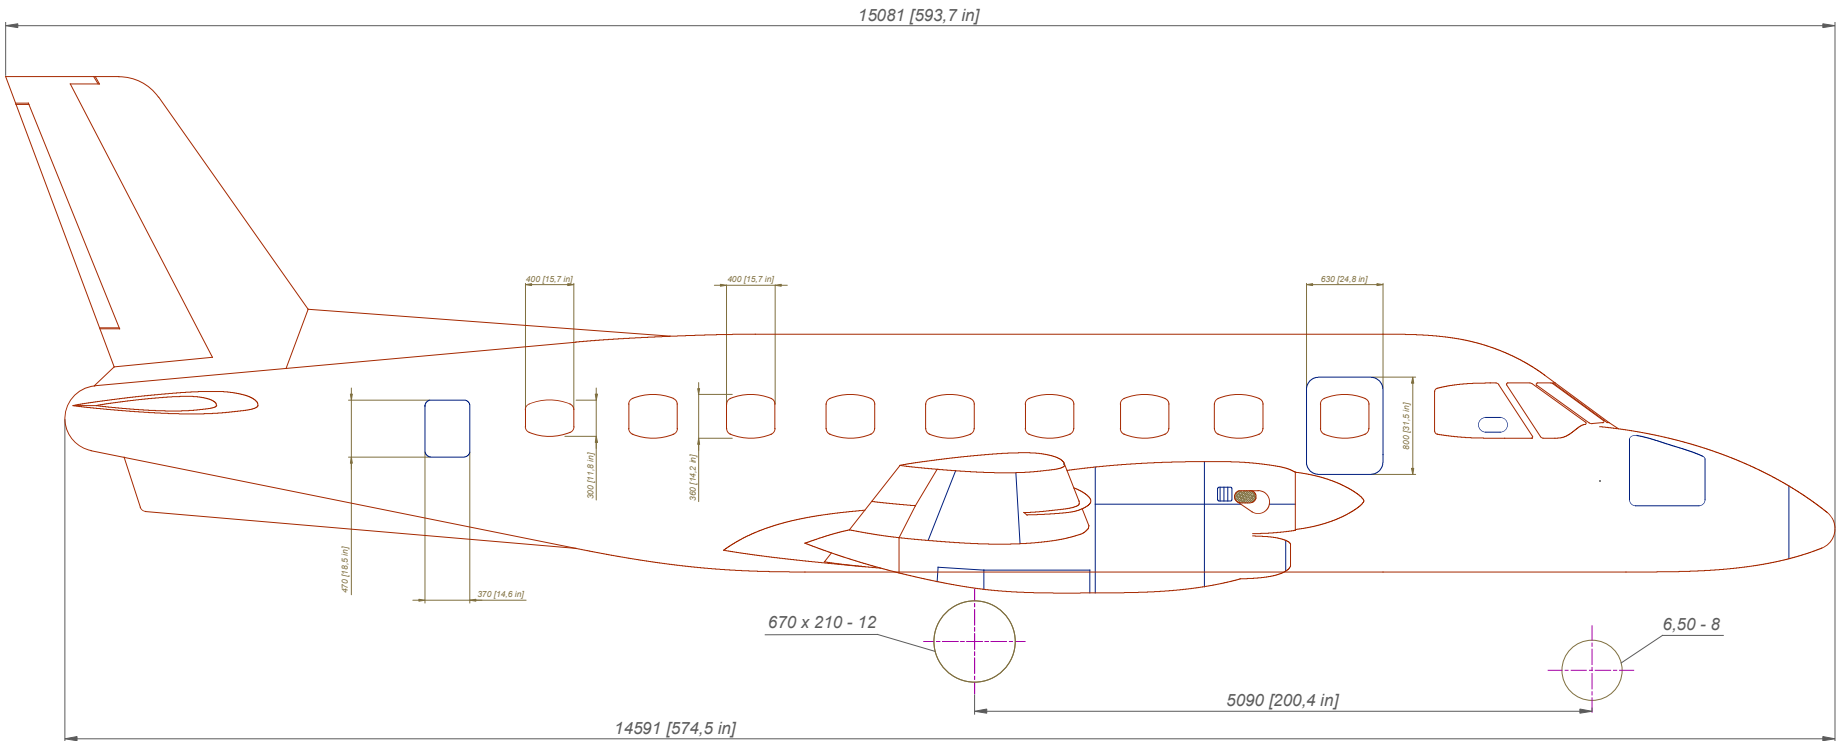 15081 [593,7 in]
400 [15,7 in]
400 [15,7 in]
630 [24,8 in]
800 [31,5 in]
300 [11,8 in]
360 [14,2 in]
470 [18,5 in]
370 [14,6 in]
670 x 210 - 12
6,50 - 8
5090 [200,4 in]
14591 [574,5 in]